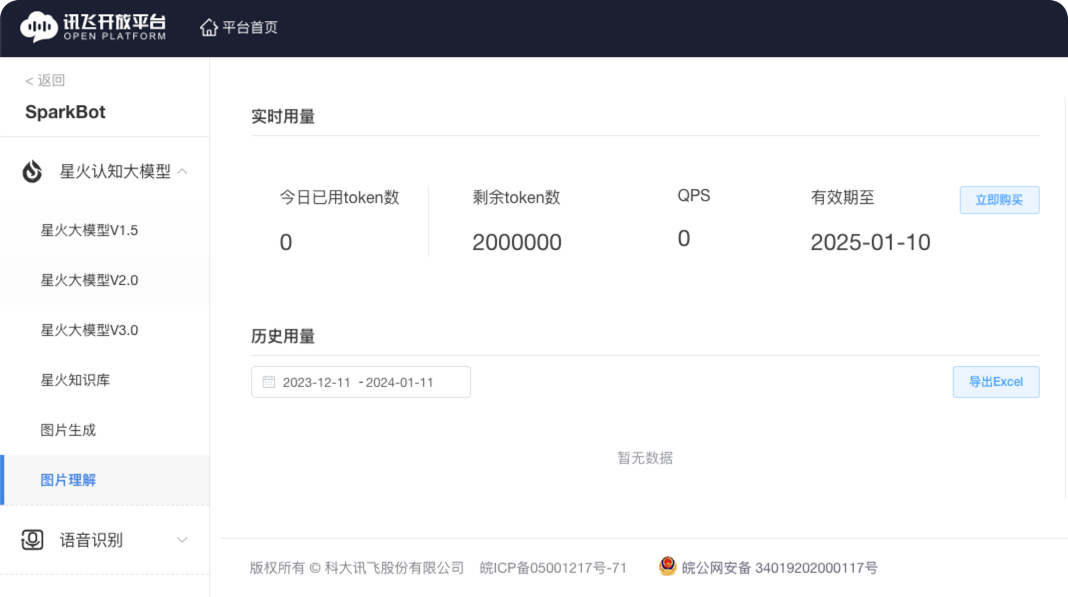 讯飞开放平台
OPEN PLATFORM
平台首页
< 返回
SparkBot
星火认知大模型
星火大模型V1.5
星火大模型V2.0
星火大模型V3.0
星火知识库
图片生成
图片理解
语音识别
实时用量
今日已用token数 剩余token数 QPS 有效期至 立即购买
0 2000000 0 2025-01-10
历史用量
2023-12-11 - 2024-01-11 导出Excel
暂无数据
版权所有 © 科大讯飞股份有限公司 皖ICP备05001217号-71 皖公网安备 34019202000117号